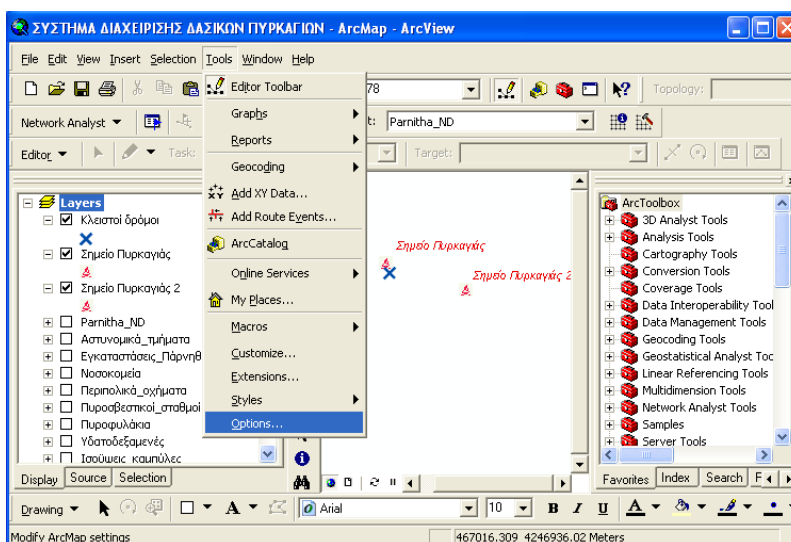 ΣΥΣΤΗΜΑ ΔΙΑΧΕΙΡΙΣΗΣ ΔΑΣΙΚΩΝ ΠΥΡΚΑΓΙΩΝ - ArcMap - ArcView
File Edit View Insert Selection Tools Window Help
78 Topology:
Network Analyst Parnitha_ND
Editor Task: Target:
Editor Toolbar
Graphs
Reports
Geocoding
Add XY Data...
Add Route Events...
ArcCatalog
Online Services
My Places...
Macros
Customize...
Extensions...
Styles
Options...
Layers
Κλειστοί δρόμοι
Σημείο Πυρκαγιάς
Σημείο Πυρκαγιάς 2
Parnitha_ND
Αστυνομικά_τμήματα
Εγκαταστάσεις_Πάρνηθ
Νοσοκομεία
Περιπολικά_οχήματα
Πυροσβεστικοί_σταθμοί
Πυροφυλάκια
Υδατοδεξαμενές
Ισοϋψεις καμπύλες
Display Source Selection
Σημείο Πυρκαγιάς
Σημείο Πυρκαγιάς 2
ArcToolbox
3D Analyst Tools
Analysis Tools
Cartography Tools
Conversion Tools
Coverage Tools
Data Interoperability Tool
Data Management Tools
Geocoding Tools
Geostatistical Analyst Toc
Linear Referencing Tools
Multidimension Tools
Network Analyst Tools
Samples
Server Tools
Favorites Index Search F
Drawing A Arial 10 B I U A
Modify ArcMap settings 467016.309 4246936.02 Meters